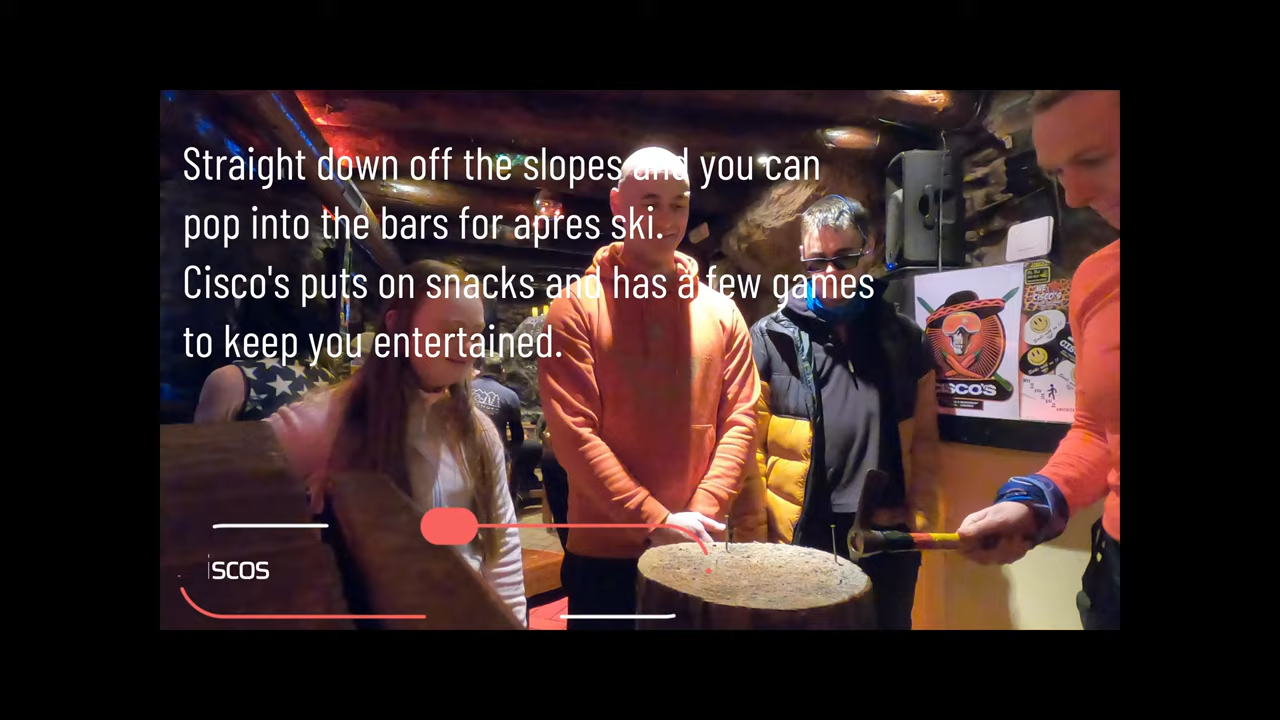 Straight down off the slopes and you can
pop into the bars for apres ski.
Cisco's puts on snacks and has a few games
to keep you entertained.
CISCO'S
SCOS